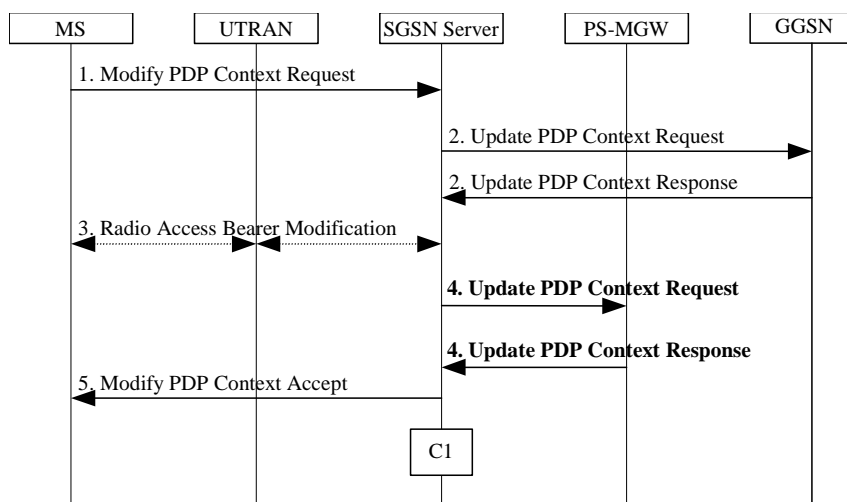 MS
UTRAN
SGSN Server
PS-MGW
GGSN
1. Modify PDP Context Request
2. Update PDP Context Request
2. Update PDP Context Response
3. Radio Access Bearer Modification
4. Update PDP Context Request
4. Update PDP Context Response
5. Modify PDP Context Accept
C1